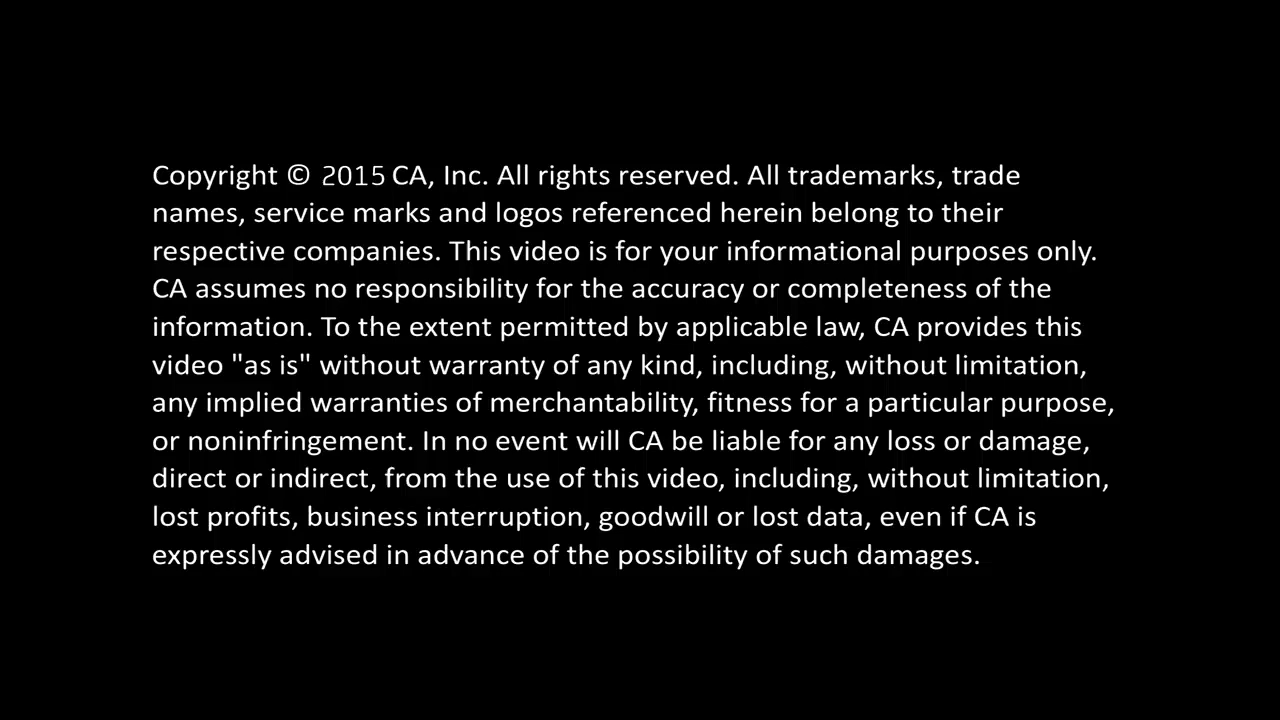 Copyright © 2015 CA, Inc. All rights reserved. All trademarks, trade
names, service marks and logos referenced herein belong to their
respective companies. This video is for your informational purposes only.
CA assumes no responsibility for the accuracy or completeness of the
information. To the extent permitted by applicable law, CA provides this
video "as is" without warranty of any kind, including, without limitation,
any implied warranties of merchantability, fitness for a particular purpose,
or noninfringement. In no event will CA be liable for any loss or damage,
direct or indirect, from the use of this video, including, without limitation,
lost profits, business interruption, goodwill or lost data, even if CA is
expressly advised in advance of the possibility of such damages.